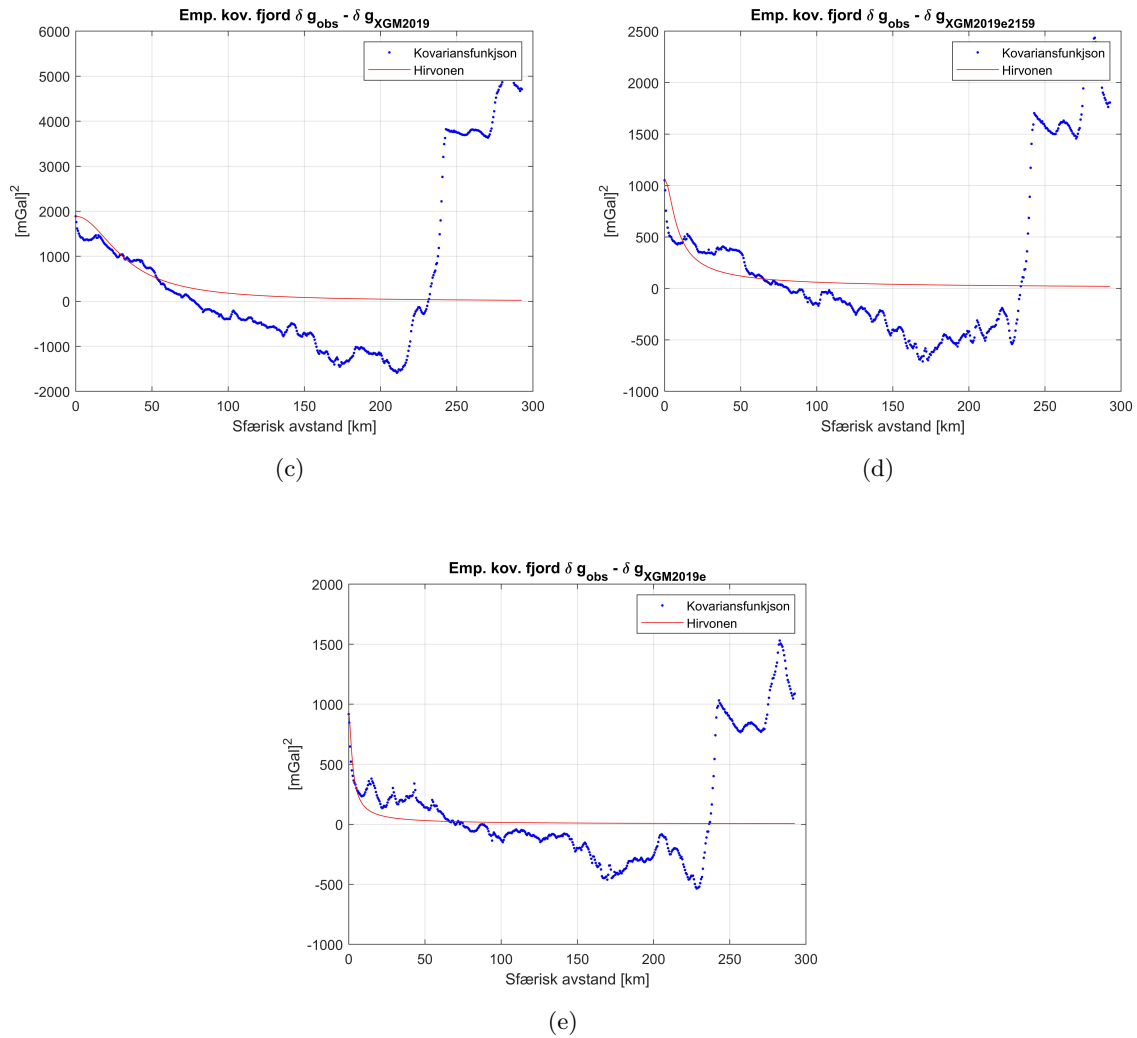 Emp. kov. fjord δ g_obs - δ g_XGM2019
6000
5000
4000
3000
2000
1000
0
-1000
-2000
[mGal]²
0 50 100 150 200 250 300
Sfærisk avstand [km]
Kovariansfunkjson
Hirvonen
(c)
Emp. kov. fjord δ g_obs - δ g_XGM2019e2159
2500
2000
1500
1000
500
0
-500
-1000
[mGal]²
0 50 100 150 200 250 300
Sfærisk avstand [km]
Kovariansfunkjson
Hirvonen
(d)
Emp. kov. fjord δ g_obs - δ g_XGM2019e
2000
1500
1000
500
0
-500
-1000
[mGal]²
0 50 100 150 200 250 300
Sfærisk avstand [km]
Kovariansfunkjson
Hirvonen
(e)